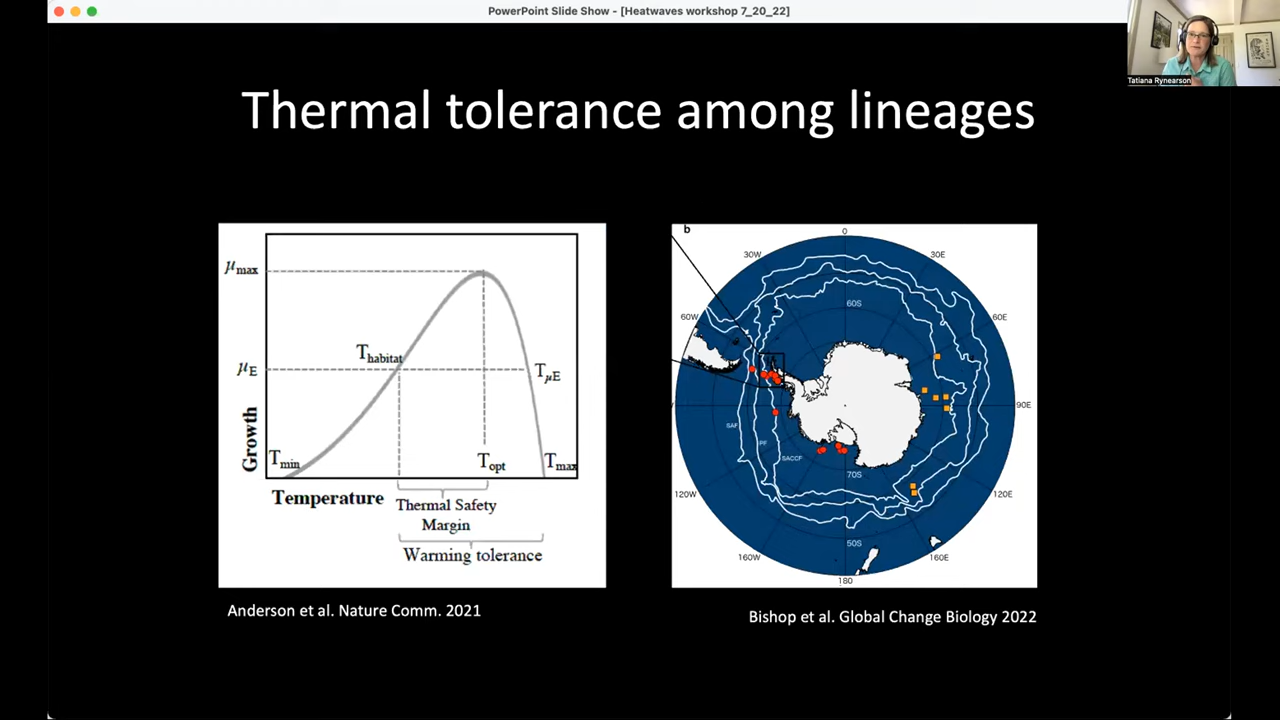 PowerPoint Slide Show - [Heatwaves workshop 7_20_22]
Tatiana Rynearson
Thermal tolerance among lineages
μmax
Thabitat
μE
TμE
Growth
Tmin
Topt
Tmax
Temperature
Thermal Safety
Margin
Warming tolerance
Anderson et al. Nature Comm. 2021
b
0
30W
30E
60S
60W
60E
90E
SAF
PF
SACCF
70S
120W
120E
50S
160W
160E
180
Bishop et al. Global Change Biology 2022